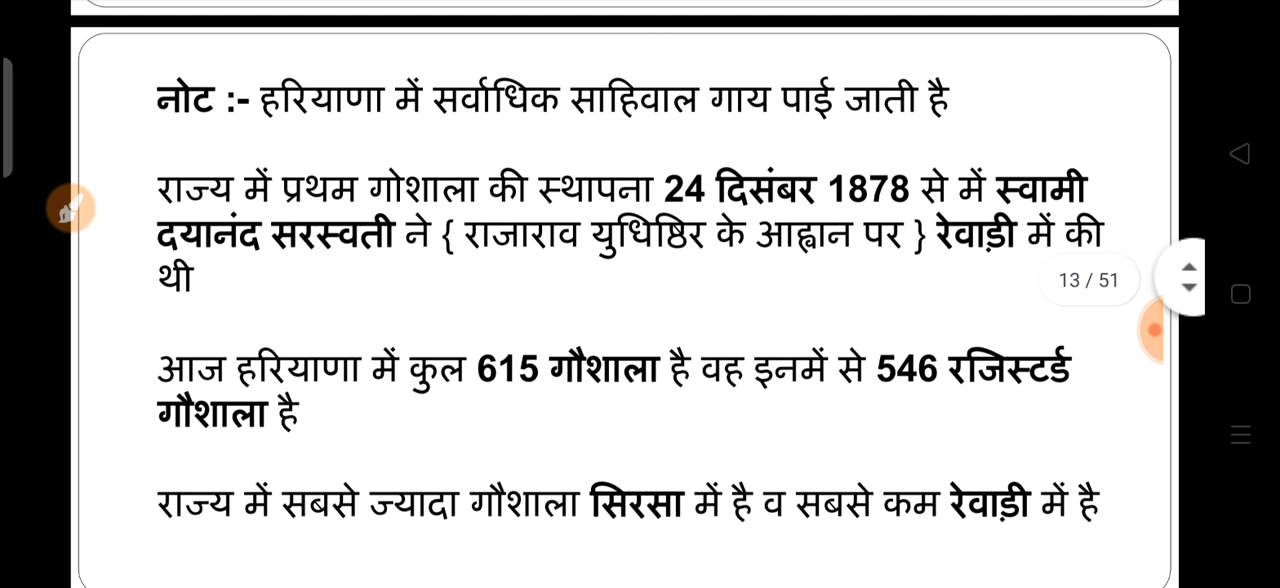 नोट :- हरियाणा में सर्वाधिक साहिवाल गाय पाई जाती है
राज्य में प्रथम गोशाला की स्थापना 24 दिसंबर 1878 से में स्वामी
दयानंद सरस्वती ने { राजाराव युधिष्ठिर के आह्वान पर } रेवाड़ी में की
थी
13 / 51
आज हरियाणा में कुल 615 गौशाला है वह इनमें से 546 रजिस्टर्ड
गौशाला है
राज्य में सबसे ज्यादा गौशाला सिरसा में है व सबसे कम रेवाड़ी में है